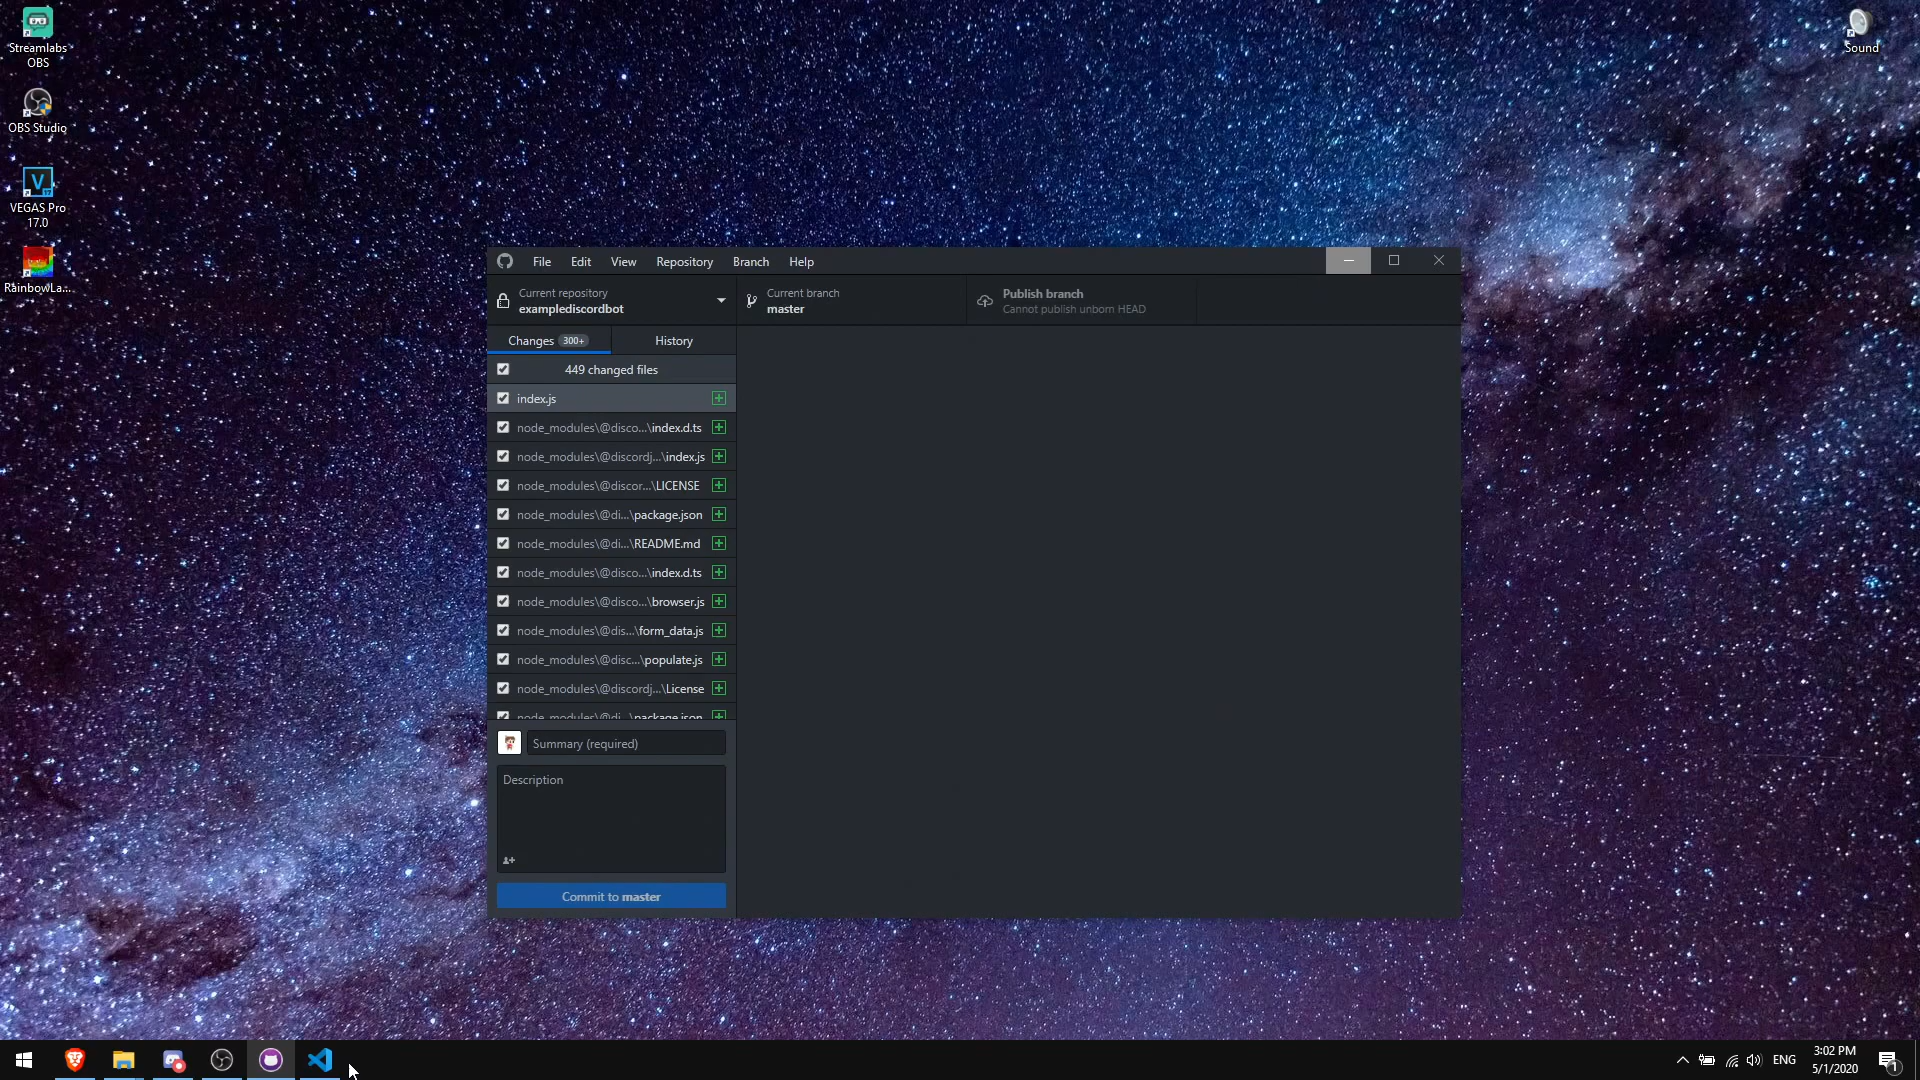 Streamlabs
OBS
OBS Studio
VEGAS Pro
17.0
RainbowLa...
Sound
File Edit View Repository Branch Help
Current repository
examplediscordbot
Current branch
master
Publish branch
Cannot publish unborn HEAD
Changes 300+ History
449 changed files
index.js
node_modules\@disco...\index.d.ts
node_modules\@discordj...\index.js
node_modules\@discor...\LICENSE
node_modules\@di...\package.json
node_modules\@di...\README.md
node_modules\@disco...\index.d.ts
node_modules\@disco...\browser.js
node_modules\@dis...\form_data.js
node_modules\@disc...\populate.js
node_modules\@discordj...\License
node_modules\@di...\package.json
Summary (required)
Description
Commit to master
ENG
3:02 PM
5/1/2020
1